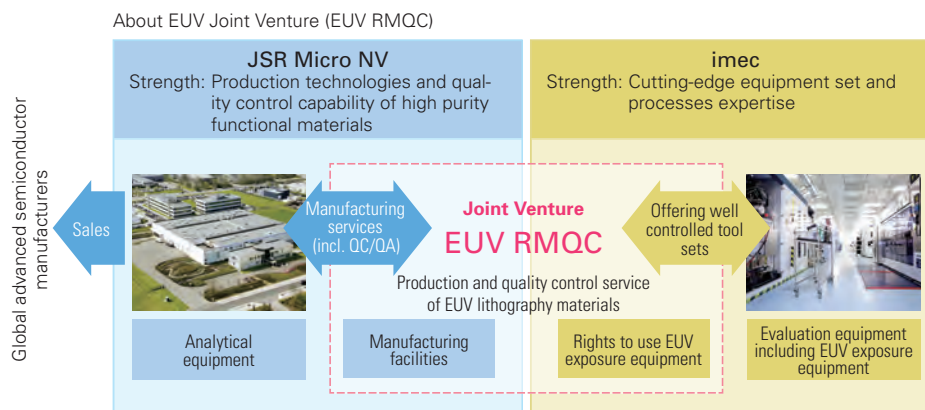 About EUV Joint Venture (EUV RMQC)
JSR Micro NV
Strength: Production technologies and qual-
ity control capability of high purity
functional materials
imec
Strength: Cutting-edge equipment set and
processes expertise
Global advanced semiconductor
manufacturers
Sales
Manufacturing
services
(incl. QC/QA)
Joint Venture
EUV RMQC
Offering well
controlled tool
sets
Production and quality control service
of EUV lithography materials
Analytical
equipment
Manufacturing
facilities
Rights to use EUV
exposure equipment
Evaluation equipment
including EUV exposure
equipment